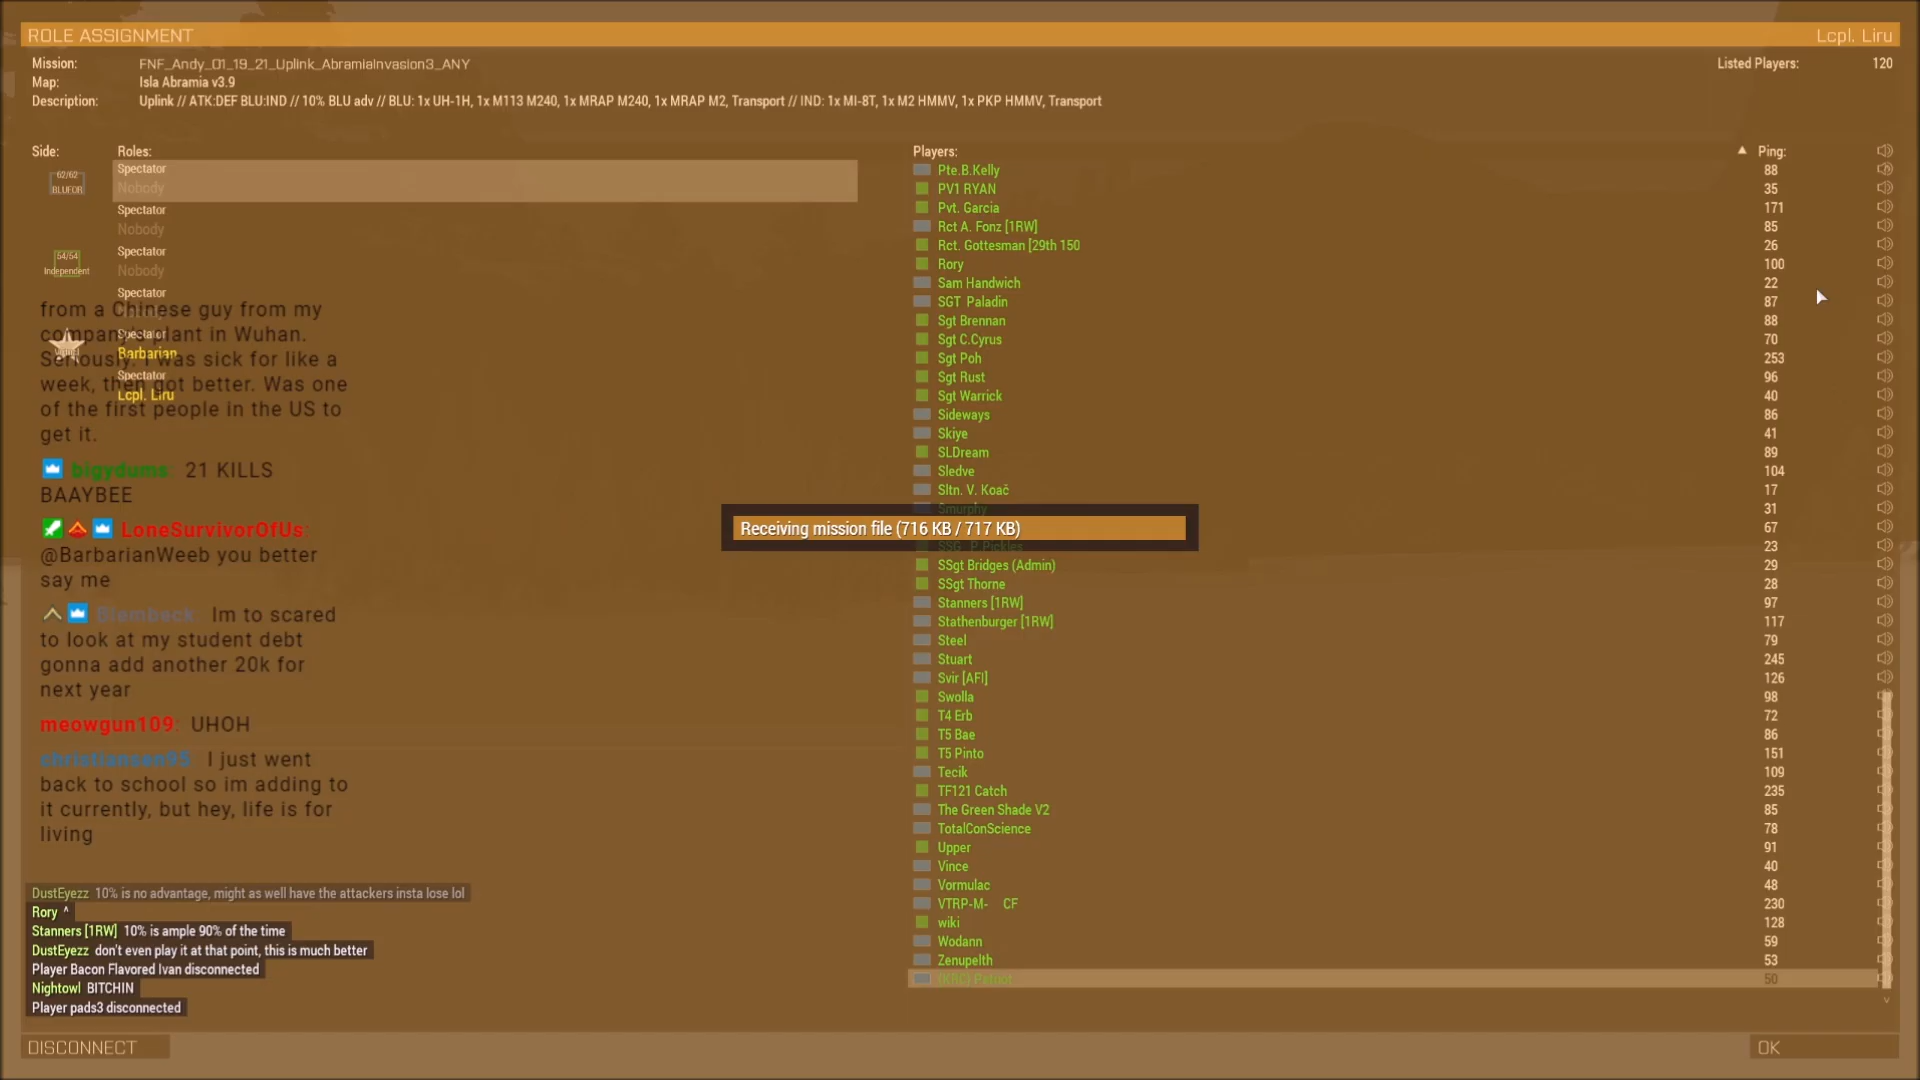 ROLE ASSIGNMENT
Lcpl. Liru
Mission: FNF_Andy_01_19_21_Uplink_AbramiaInvasion3_ANY
Listed Players: 120
Map: Isla Abramia v3.9
Description: Uplink // ATK:DEF BLU:IND // 10% BLU adv // BLU: 1x UH-1H, 1x M113 M240, 1x MRAP M240, 1x MRAP M2, Transport // IND: 1x MI-8T, 1x M2 HMMV, 1x PKP HMMV, Transport
Side:
Roles:
62/62
BLUFOR
54/54
Independent
Spectator
Nobody
Spectator
Nobody
Spectator
Nobody
Spectator
Spectator
Barbarian
Spectator
Lcpl. Liru
from a Chinese guy from my
company's plant in Wuhan.
Seriously. I was sick for like a
week, then got better. Was one
of the first people in the US to
get it.
bigydums: 21 KILLS
BAAYBEE
LoneSurvivorOfUs:
@BarbarianWeeb you better
say me
Blembeck: Im to scared
to look at my student debt
gonna add another 20k for
next year
meowgun109: UHOH
christiansen95: I just went
back to school so im adding to
it currently, but hey, life is for
living
DustEyezz 10% is no advantage, might as well have the attackers insta lose lol
Rory ^
Stanners [1RW] 10% is ample 90% of the time
DustEyezz don't even play it at that point, this is much better
Player Bacon Flavored Ivan disconnected
Nightowl BITCHIN
Player pads3 disconnected
Players: Ping:
Pte.B.Kelly 88
PV1 RYAN 35
Pvt. Garcia 171
Rct A. Fonz [1RW] 85
Rct. Gottesman [29th 150 26
Rory 100
Sam Handwich 22
SGT Paladin 87
Sgt Brennan 88
Sgt C.Cyrus 70
Sgt Poh 253
Sgt Rust 96
Sgt Warrick 40
Sideways 86
Skiye 41
SLDream 89
Sledve 104
Sltn. V. Koač 17
Smurphy 31
67
Receiving mission file (716 KB / 717 KB)
SSG P Pickles 23
SSgt Bridges (Admin) 29
SSgt Thorne 28
Stanners [1RW] 97
Stathenburger [1RW] 117
Steel 79
Stuart 245
Svir [AFI] 126
Swolla 98
T4 Erb 72
T5 Bae 86
T5 Pinto 151
Tecik 109
TF121 Catch 235
The Green Shade V2 85
TotalConScience 78
Upper 91
Vince 40
Vormulac 48
VTRP-M- CF 230
wiki 128
Wodann 59
Zenupelth 53
(KRC) Patriot 50
DISCONNECT
OK